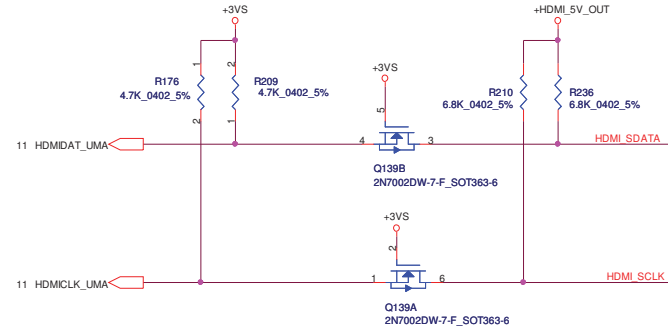 +3VS
+HDMI_5V_OUT
+3VS
1
2
R176
4.7K_0402_5%
R209
4.7K_0402_5%
R210
6.8K_0402_5%
R236
6.8K_0402_5%
2
1
5
11 HDMIDAT_UMA
4
3
HDMI_SDATA
Q139B
2N7002DW-7-F_SOT363-6
+3VS
2
11 HDMICLK_UMA
1
6
HDMI_SCLK
Q139A
2N7002DW-7-F_SOT363-6